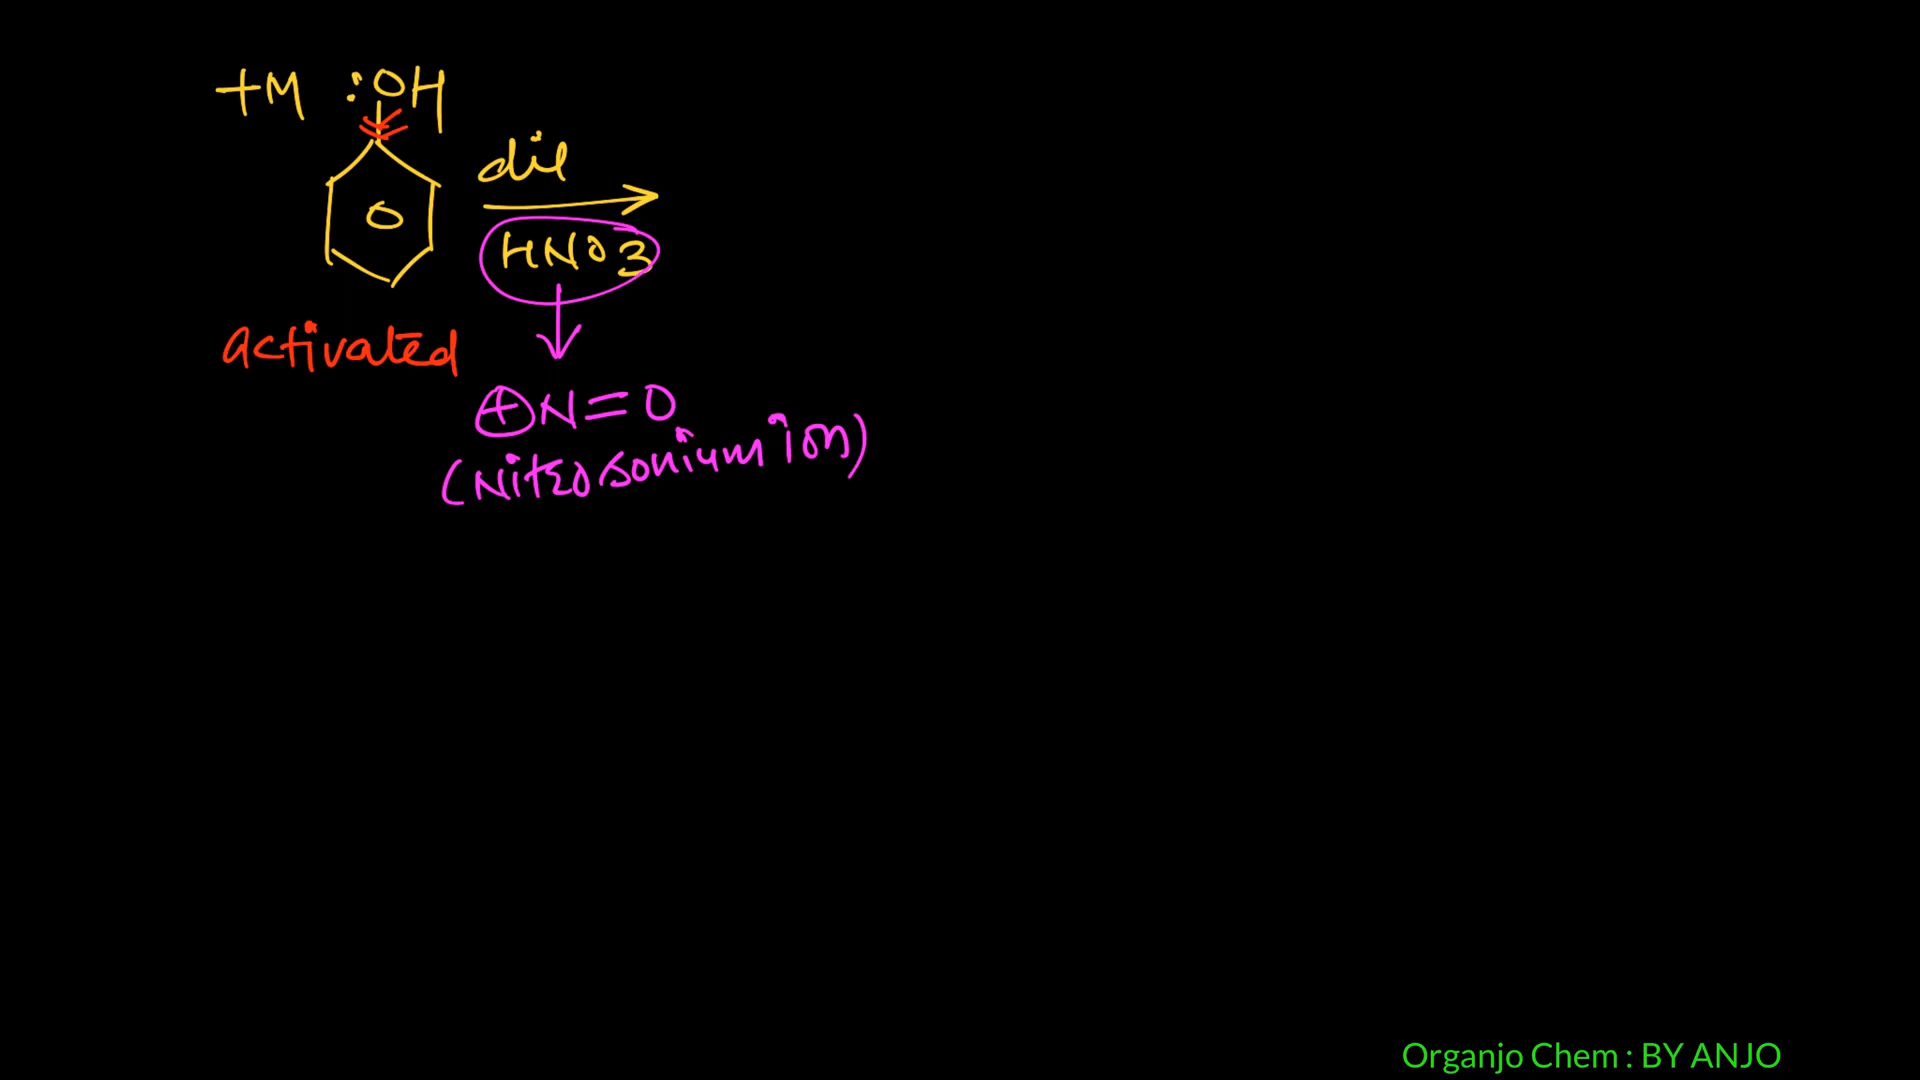 +M :OH
dil
HNO3
activated
⊕N=O
(Nitrosonium ion)
Organjo Chem : BY ANJO